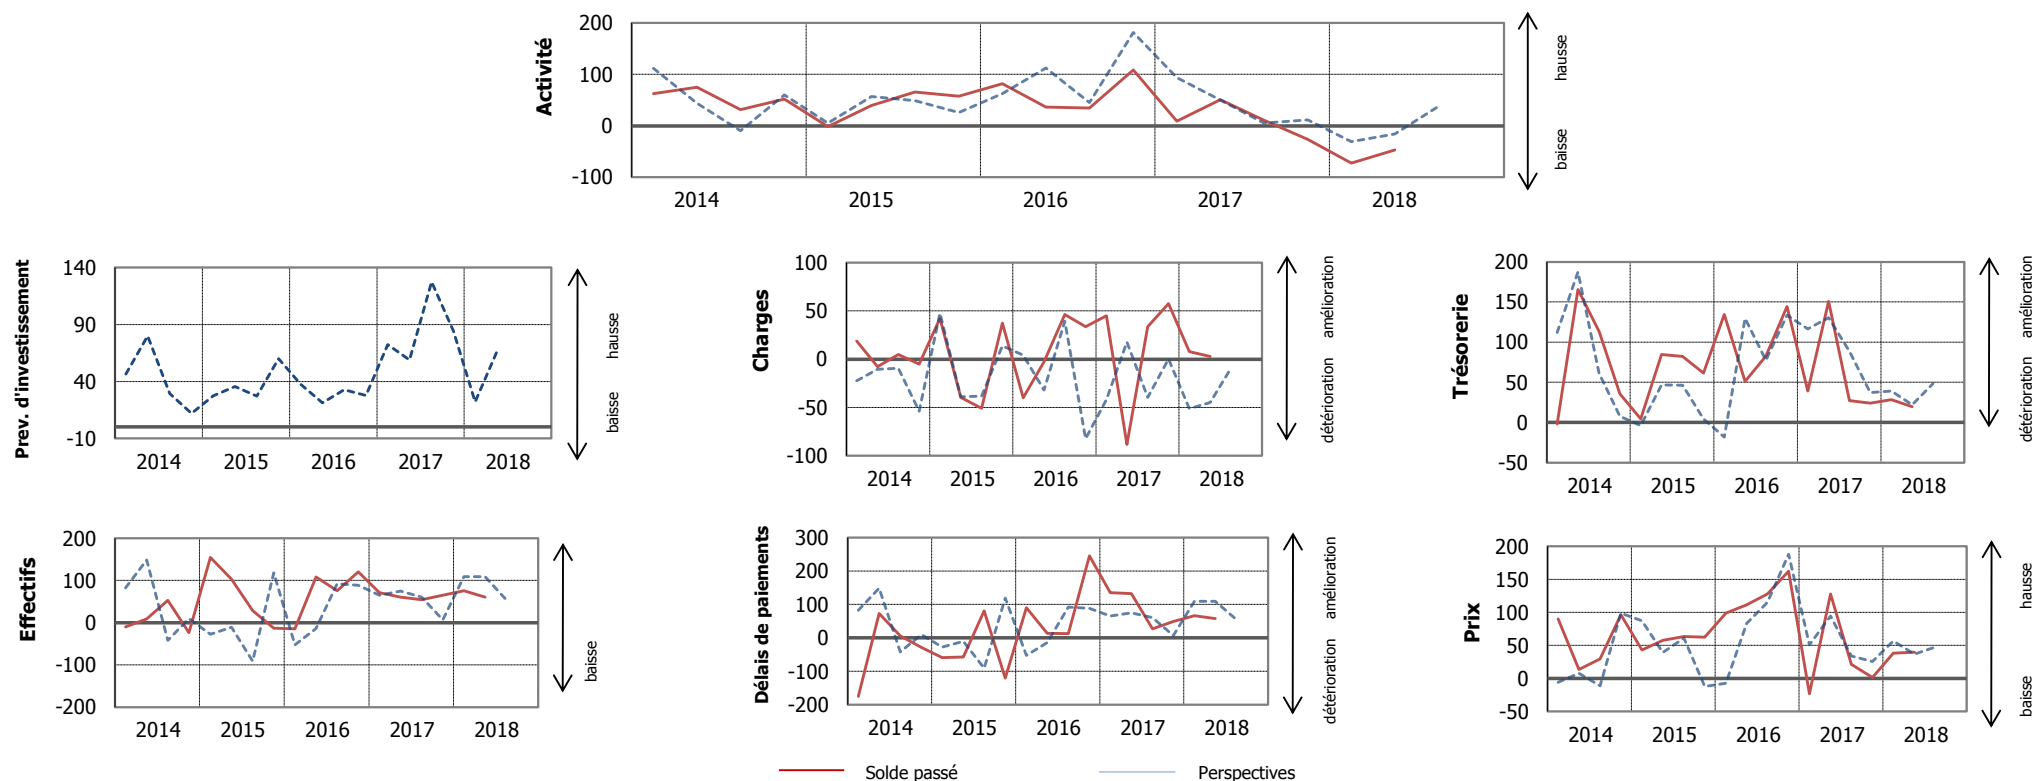 Activité
200
100
0
-100
2014 2015 2016 2017 2018
hausse
baisse
Prev. d'investissement
140
90
40
-10
2014 2015 2016 2017 2018
hausse
baisse
Charges
100
50
0
-50
-100
2014 2015 2016 2017 2018
amélioration
détérioration
Trésorerie
200
150
100
50
0
-50
2014 2015 2016 2017 2018
amélioration
détérioration
Effectifs
200
100
0
-100
-200
2014 2015 2016 2017 2018
baisse
Délais de paiements
300
200
100
0
-100
-200
2014 2015 2016 2017 2018
amélioration
détérioration
Prix
200
150
100
50
0
-50
2014 2015 2016 2017 2018
hausse
baisse
Solde passé Perspectives